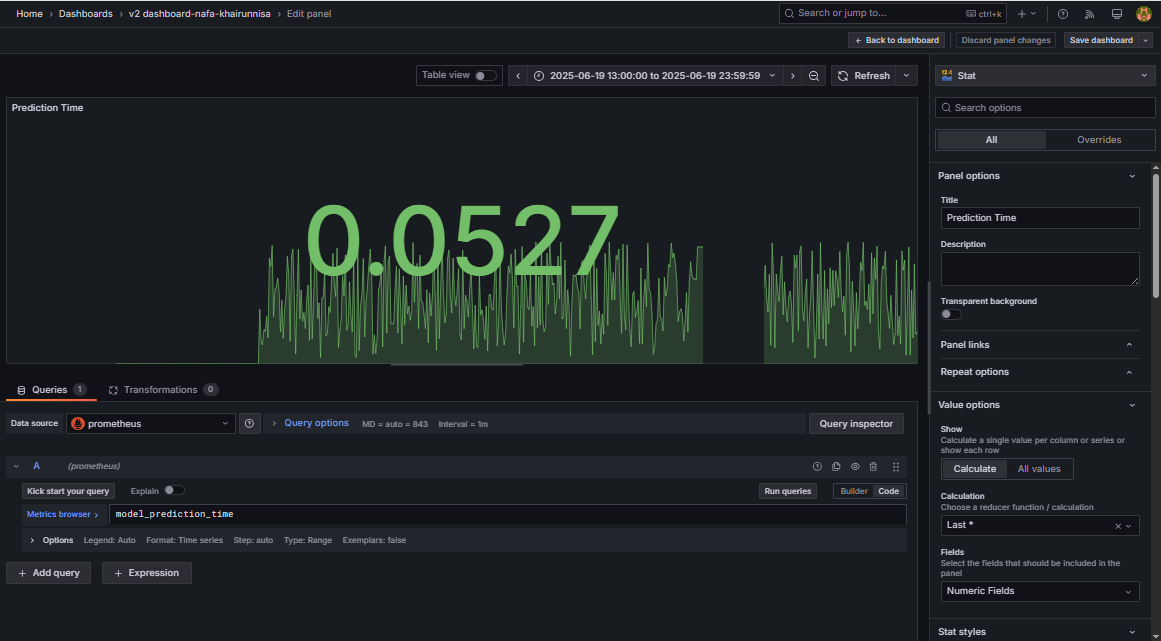 Home › Dashboards › v2 dashboard-nafa-khairunnisa › Edit panel
Search or jump to... ctrl+k
Back to dashboard Discard panel changes Save dashboard
Table view 2025-06-19 13:00:00 to 2025-06-19 23:59:59 Refresh
Prediction Time
0.0527
Queries 1 Transformations 0
Data source prometheus Query options MD = auto = 843 Interval = 1m Query inspector
A (prometheus)
Kick start your query Explain Run queries Builder Code
Metrics browser › model_prediction_time
Options Legend: Auto Format: Time series Step: auto Type: Range Exemplars: false
+ Add query + Expression
12.4
Stat
Search options
All Overrides
Panel options
Title
Prediction Time
Description
Transparent background
Panel links
Repeat options
Value options
Show
Calculate a single value per column or series or
show each row
Calculate All values
Calculation
Choose a reducer function / calculation
Last *
Fields
Select the fields that should be included in the
panel
Numeric Fields
Stat styles